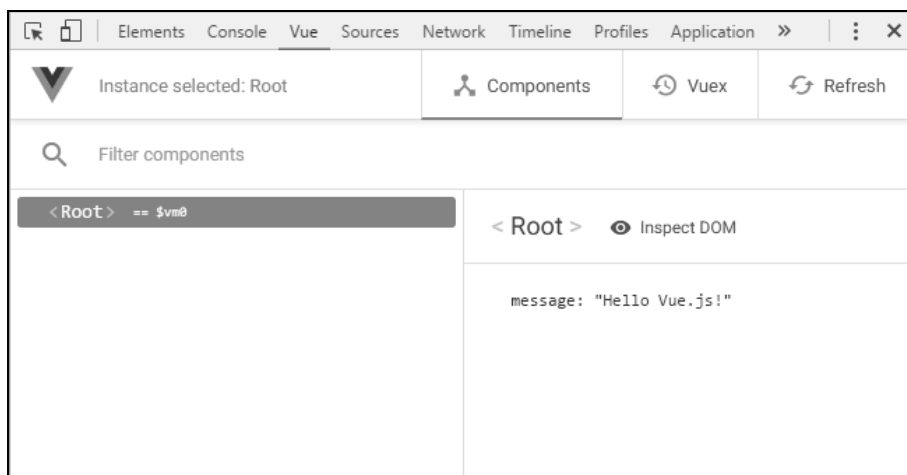 Elements Console Vue Sources Network Timeline Profiles Application »
Instance selected: Root Components Vuex Refresh
Filter components
<Root> == $vm0
< Root > Inspect DOM
message: "Hello Vue.js!"